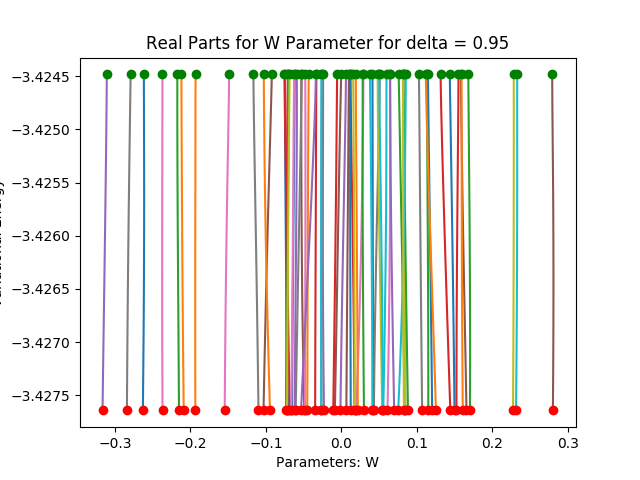 Real Parts for W Parameter for delta = 0.95
−3.4245
−3.4250
−3.4255
−3.4260
−3.4265
−3.4270
−3.4275
−0.3 −0.2 −0.1 0.0 0.1 0.2 0.3
Parameters: W